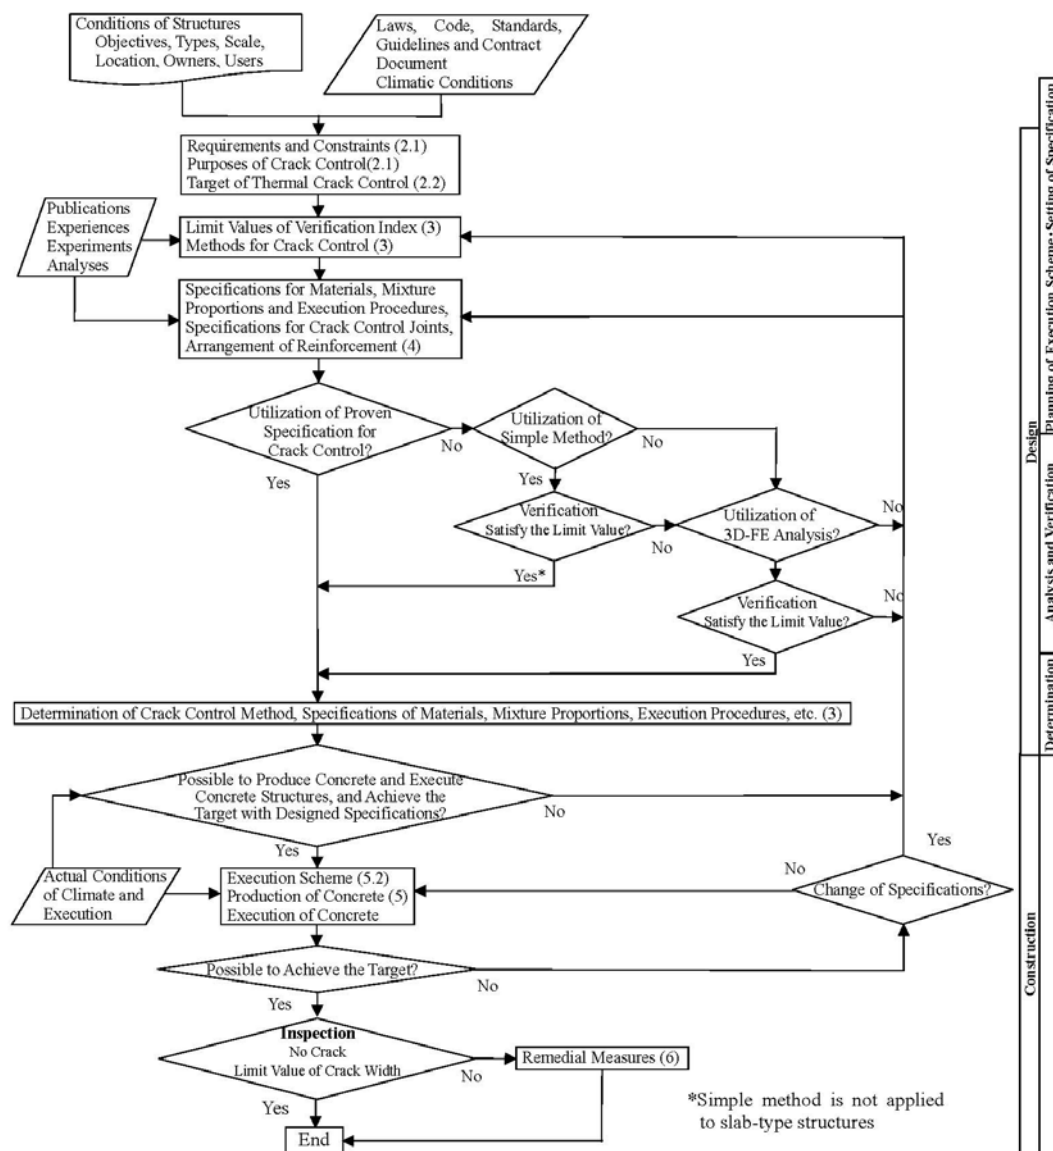 Conditions of Structures
Objectives, Types, Scale,
Location, Owners, Users
Laws, Code, Standards,
Guidelines and Contract
Document
Climatic Conditions
Requirements and Constraints (2.1)
Purposes of Crack Control(2.1)
Target of Thermal Crack Control (2.2)
Publications
Experiences
Experiments
Analyses
Limit Values of Verification Index (3)
Methods for Crack Control (3)
Specifications for Materials, Mixture
Proportions and Execution Procedures,
Specifications for Crack Control Joints,
Arrangement of Reinforcement (4)
Utilization of Proven
Specification for
Crack Control?
No
Yes
Utilization of
Simple Method?
No
Yes
Verification
Satisfy the Limit Value?
No
Yes*
Utilization of
3D-FE Analysis?
No
Verification
Satisfy the Limit Value?
No
Yes
Determination of Crack Control Method, Specifications of Materials, Mixture Proportions, Execution Procedures, etc. (3)
Possible to Produce Concrete and Execute
Concrete Structures, and Achieve the
Target with Designed Specifications?
No
Yes
Actual Conditions
of Climate and
Execution
Execution Scheme (5.2)
Production of Concrete (5)
Execution of Concrete
Yes
No
Change of Specifications?
Possible to Achieve the Target?
No
Yes
Inspection
No Crack
Limit Value of Crack Width
No
Yes
Remedial Measures (6)
End
*Simple method is not applied
to slab-type structures
Design
Construction
Planning of Execution Scheme: Setting of Specification
Analysis and Verification
Determination